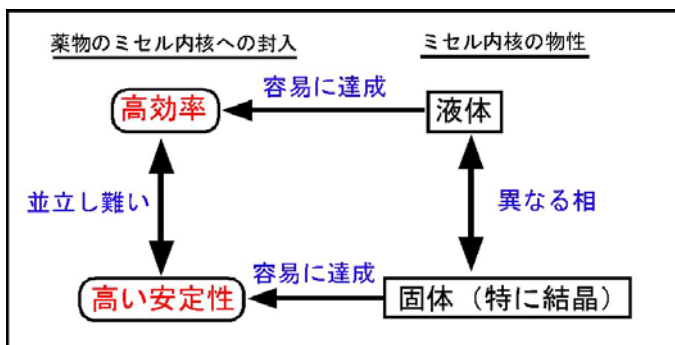 薬物のミセル内核への封入
ミセル内核の物性
容易に達成
高効率
液体
並立し難い
異なる相
容易に達成
高い安定性
固体（特に結晶）